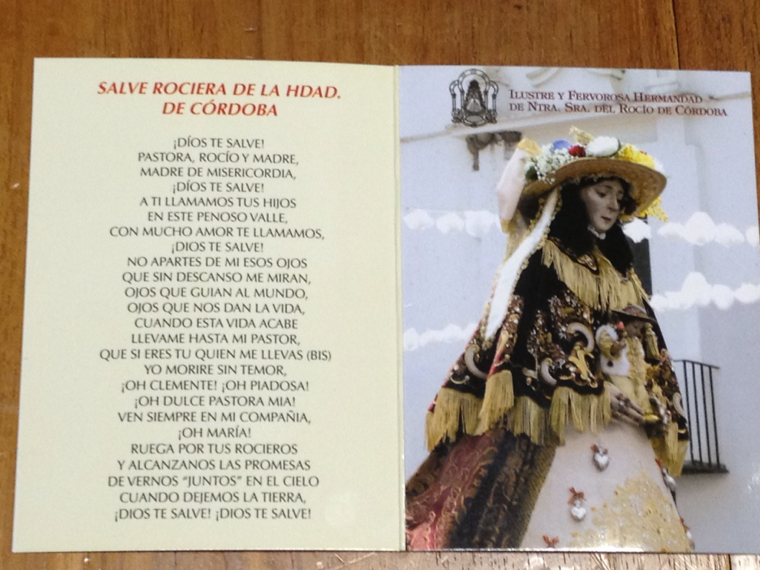 SALVE ROCIERA DE LA HDAD.
DE CÓRDOBA
¡DÍOS TE SALVE!
PASTORA, ROCÍO Y MADRE,
MADRE DE MISERICORDIA,
¡DÍOS TE SALVE!
A TI LLAMAMOS TUS HIJOS
EN ESTE PENOSO VALLE,
CON MUCHO AMOR TE LLAMAMOS,
¡DIOS TE SALVE!
NO APARTES DE MI ESOS OJOS
QUE SIN DESCANSO ME MIRAN,
OJOS QUE GUIAN AL MUNDO,
OJOS QUE NOS DAN LA VIDA,
CUANDO ESTA VIDA ACABE
LLEVAME HASTA MI PASTOR,
QUE SI ERES TU QUIEN ME LLEVAS (BIS)
YO MORIRE SIN TEMOR,
¡OH CLEMENTE! ¡OH PIADOSA!
¡OH DULCE PASTORA MIA!
VEN SIEMPRE EN MI COMPAÑIA,
¡OH MARÍA!
RUEGA POR TUS ROCIEROS
Y ALCANZANOS LAS PROMESAS
DE VERNOS “JUNTOS” EN EL CIELO
CUANDO DEJEMOS LA TIERRA,
¡DIOS TE SALVE! ¡DIOS TE SALVE!
ILUSTRE Y FERVOROSA HERMANDAD
DE NTRA. SRA. DEL ROCÍO DE CÓRDOBA